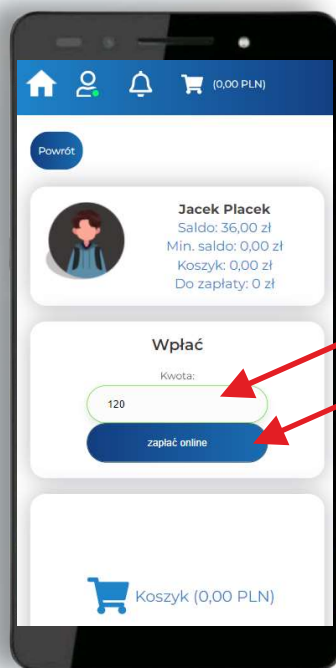 (0,00 PLN)
Powrót
Jacek Placek
Saldo: 36,00 zł
Min. saldo: 0,00 zł
Koszyk: 0,00 zł
Do zapłaty: 0 zł
Wpłać
Kwota:
120
zapłać online
Koszyk (0,00 PLN)